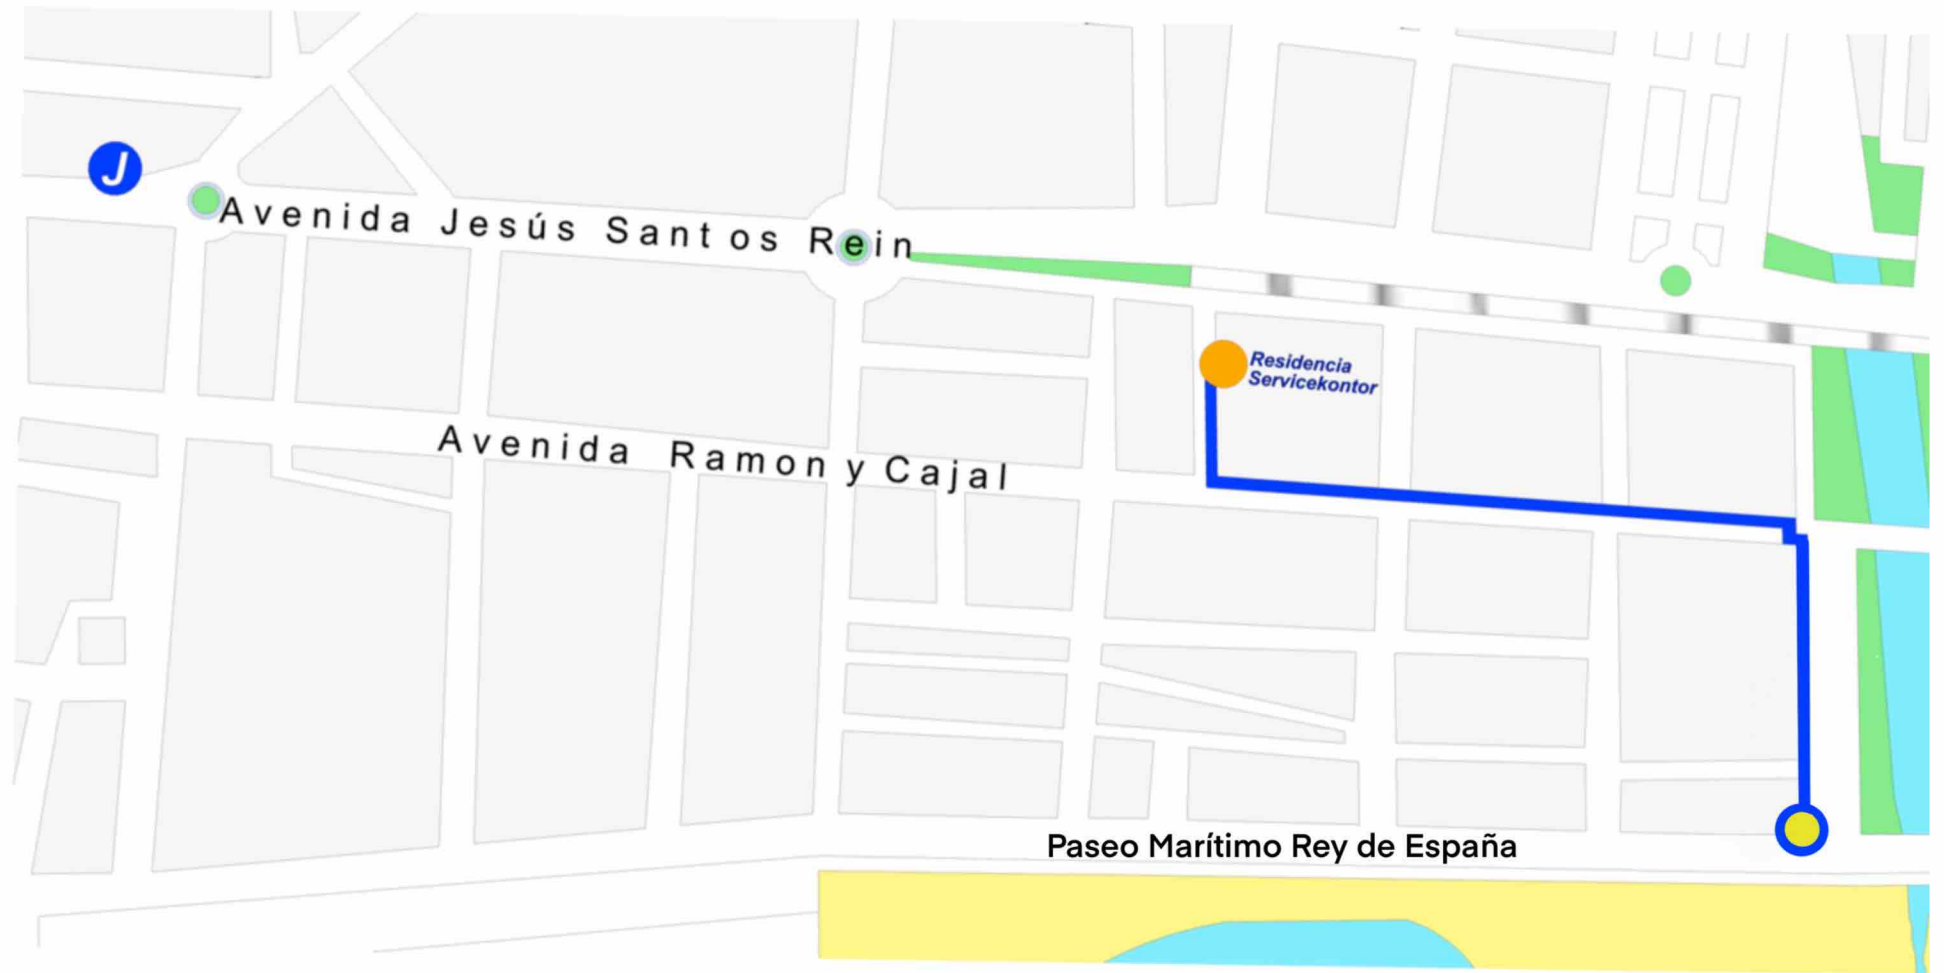 J
Avenida Jesús Santos Rein
Residencia
Servicekontor
Avenida Ramon y Cajal
Paseo Marítimo Rey de España